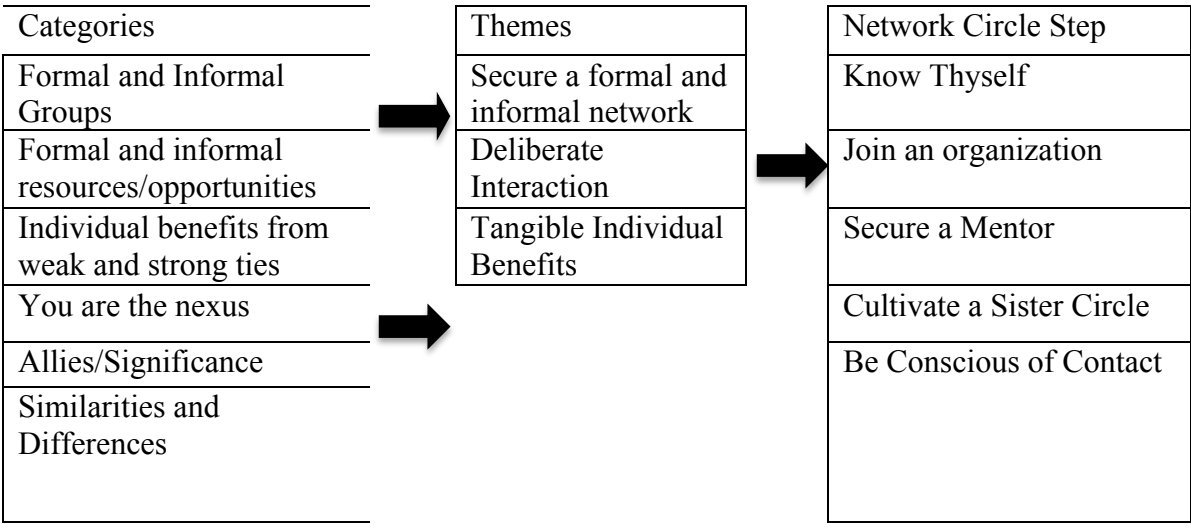 Categories
Formal and Informal
Groups
Formal and informal
resources/opportunities
Individual benefits from
weak and strong ties
You are the nexus
Allies/Significance
Similarities and
Differences
Themes
Secure a formal and
informal network
Deliberate
Interaction
Tangible Individual
Benefits
Network Circle Step
Know Thyself
Join an organization
Secure a Mentor
Cultivate a Sister Circle
Be Conscious of Contact